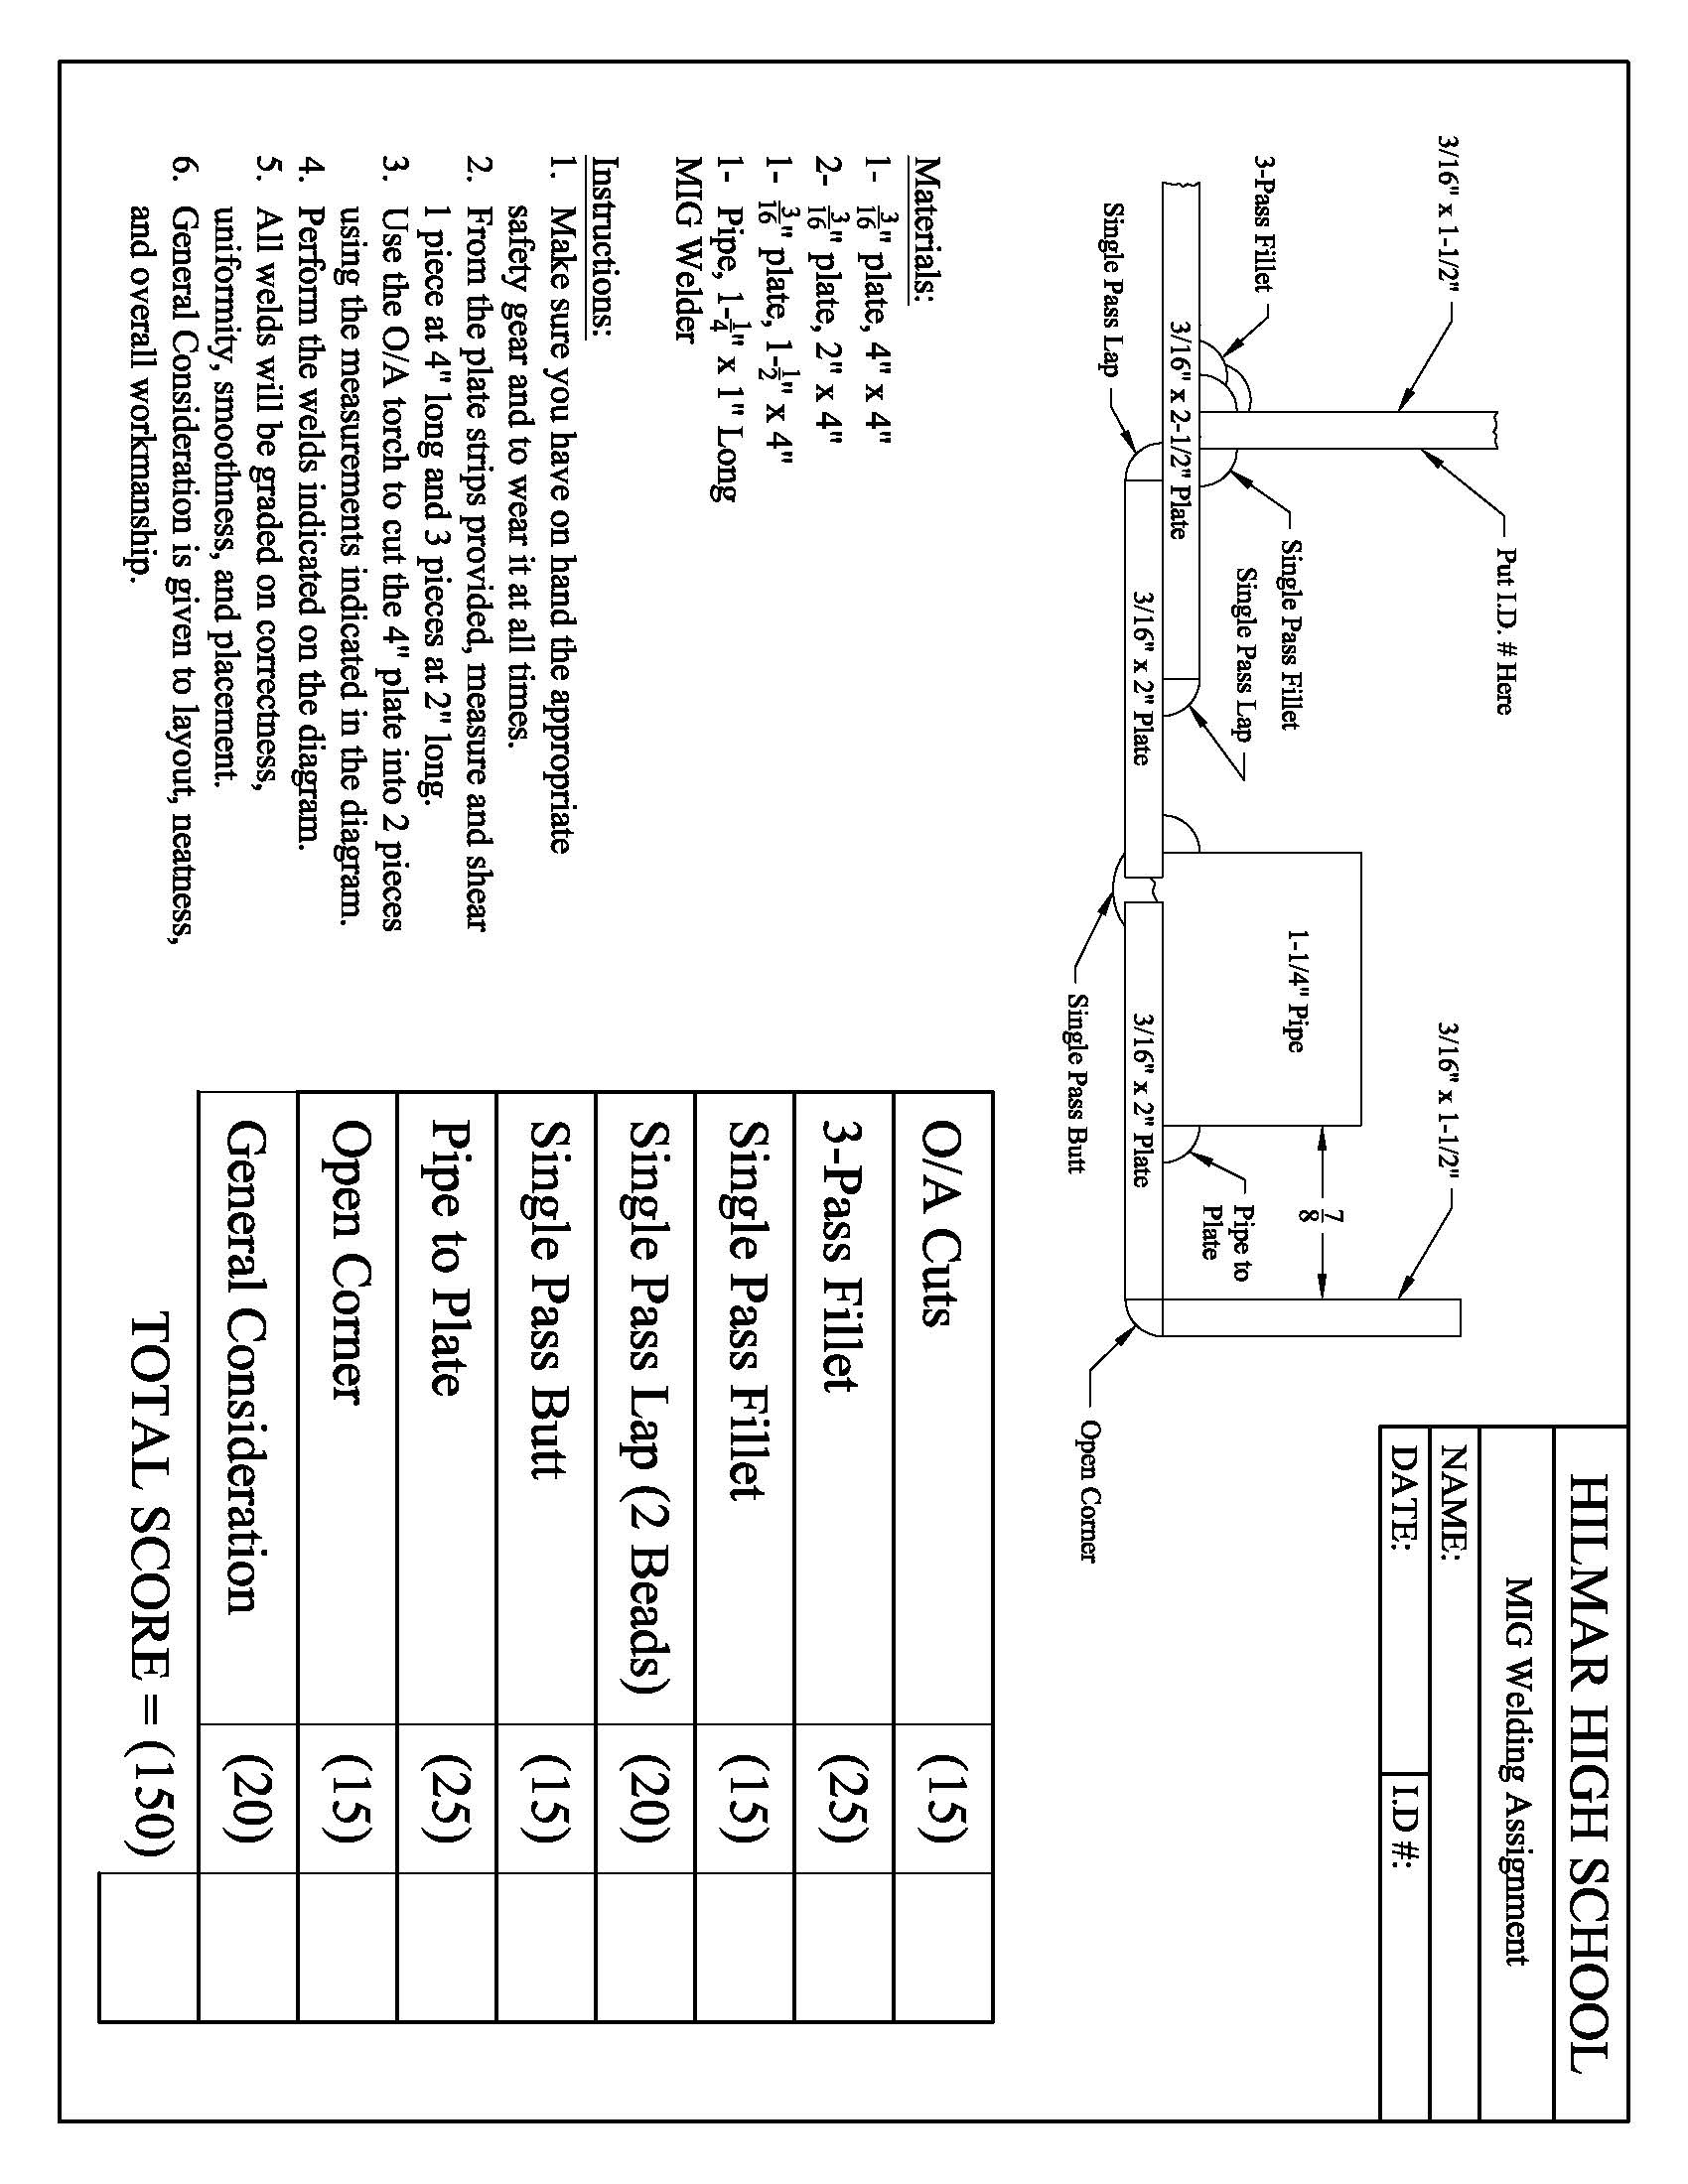 HILMAR HIGH SCHOOL
MIG Welding Assignment
NAME:
DATE:
I.D #:
3/16" x 1-1/2"
Put I.D. # Here
3-Pass Fillet
Single Pass Fillet
Single Pass Lap
3/16" x 2-1/2" Plate
Single Pass Lap
3/16" x 2" Plate
1-1/4" Pipe
3/16" x 1-1/2"
7/8
Pipe to
Plate
3/16" x 2" Plate
Single Pass Butt
Open Corner
Materials:
1- 3/16" plate, 4" x 4"
2- 3/16" plate, 2" x 4"
1- 3/16" plate, 1-1/2" x 4"
1- Pipe, 1-1/4" x 1" Long
MIG Welder
Instructions:
1. Make sure you have on hand the appropriate
safety gear and to wear it at all times.
2. From the plate strips provided, measure and shear
1 piece at 4" long and 3 pieces at 2" long.
3. Use the O/A torch to cut the 4" plate into 2 pieces
using the measurements indicated in the diagram.
4. Perform the welds indicated on the diagram.
5. All welds will be graded on correctness,
uniformity, smoothness, and placement.
6. General Consideration is given to layout, neatness,
and overall workmanship.
O/A Cuts (15)
3-Pass Fillet (25)
Single Pass Fillet (15)
Single Pass Lap (2 Beads) (20)
Single Pass Butt (15)
Pipe to Plate (25)
Open Corner (15)
General Consideration (20)
TOTAL SCORE = (150)